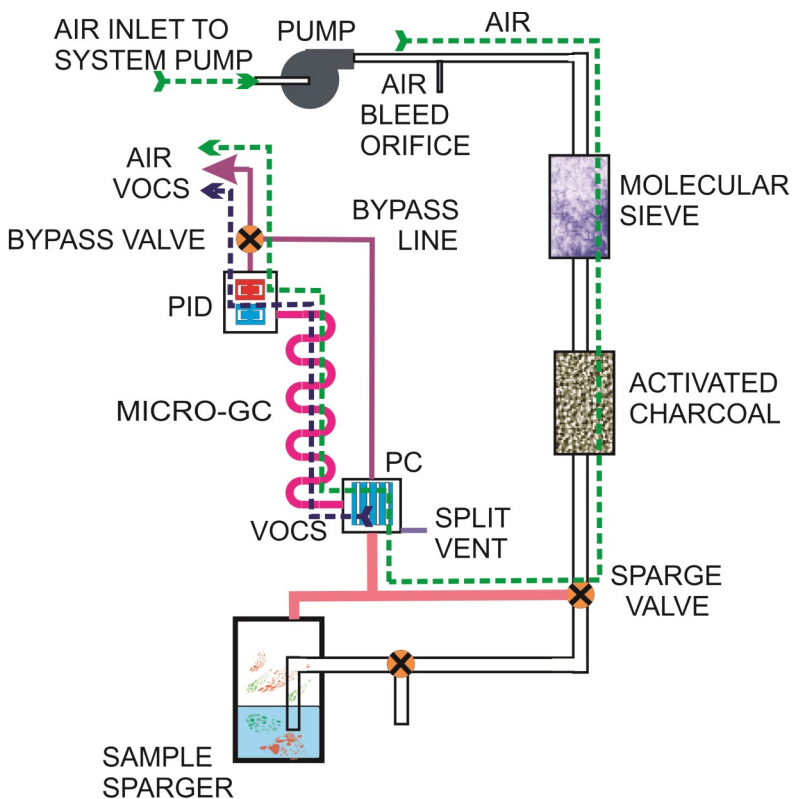 AIR INLET TO
SYSTEM PUMP
PUMP
AIR
AIR
BLEED
ORIFICE
MOLECULAR
SIEVE
AIR
VOCS
BYPASS VALVE
BYPASS
LINE
PID
MICRO-GC
ACTIVATED
CHARCOAL
PC
VOCS
SPLIT
VENT
SPARGE
VALVE
SAMPLE
SPARGER